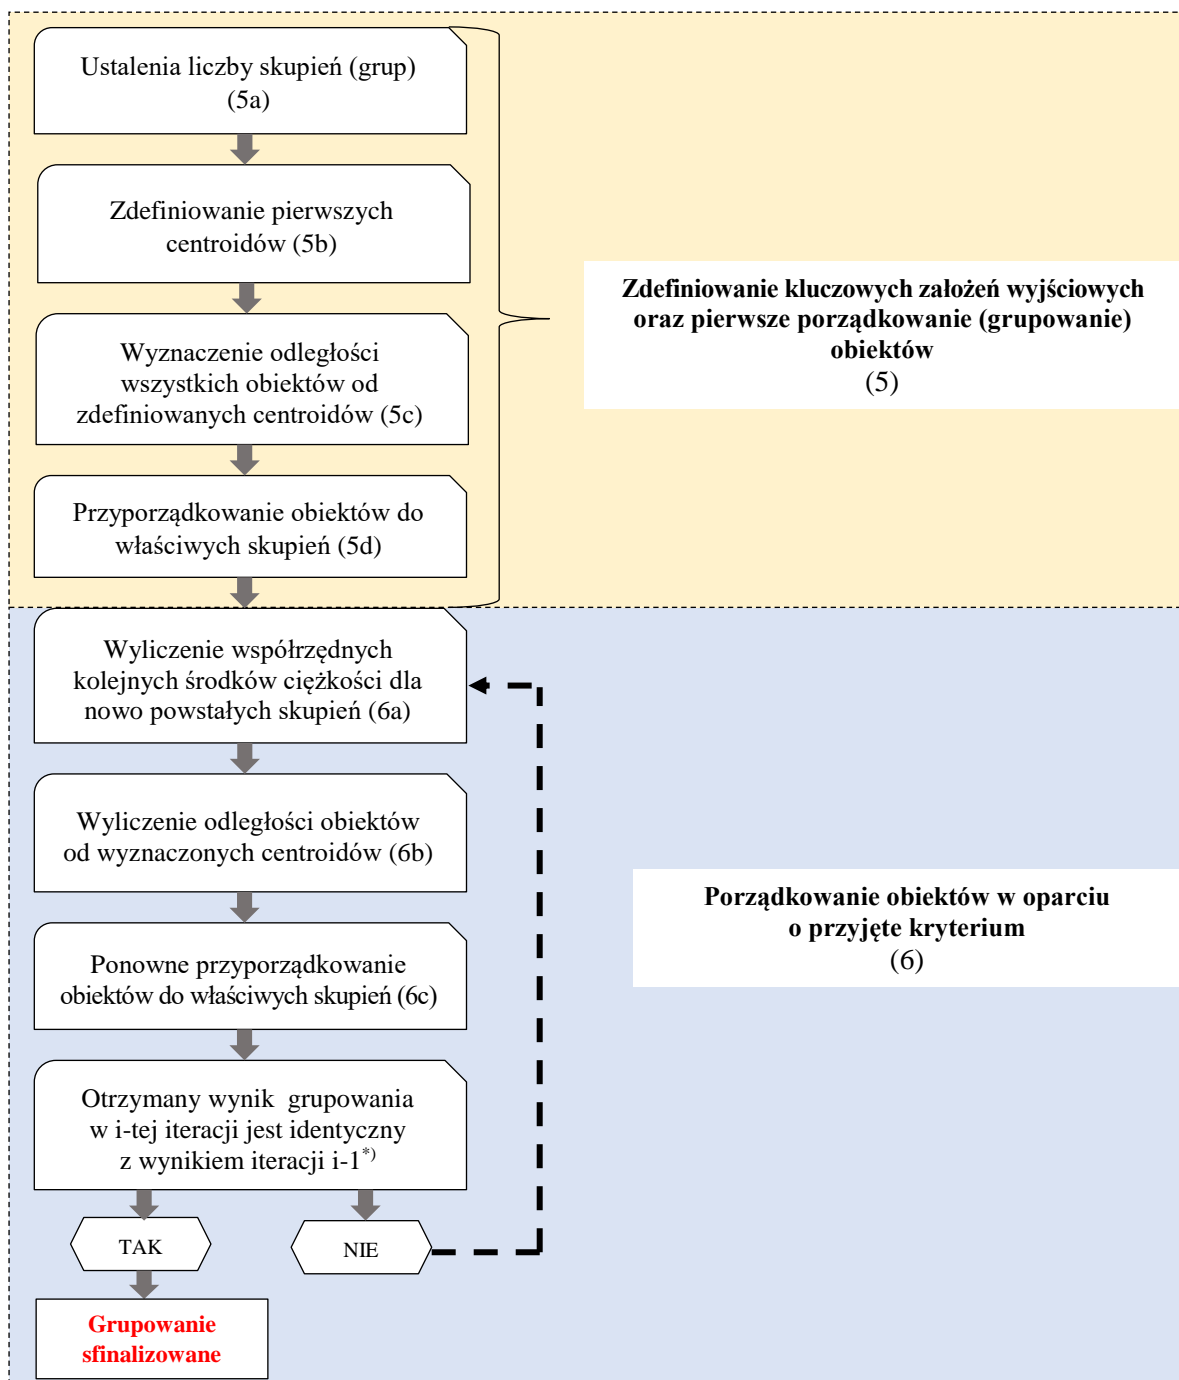 Ustalenia liczby skupień (grup)
(5a)
Zdefiniowanie pierwszych
centroidów (5b)
Wyznaczenie odległości
wszystkich obiektów od
zdefiniowanych centroidów (5c)
Przyporządkowanie obiektów do
właściwych skupień (5d)
Zdefiniowanie kluczowych założeń wyjściowych
oraz pierwsze porządkowanie (grupowanie)
obiektów
(5)
Wyliczenie współrzędnych
kolejnych środków ciężkości dla
nowo powstałych skupień (6a)
Wyliczenie odległości obiektów
od wyznaczonych centroidów (6b)
Ponowne przyporządkowanie
obiektów do właściwych skupień (6c)
Otrzymany wynik grupowania
w i-tej iteracji jest identyczny
z wynikiem iteracji i-1*)
TAK
NIE
Grupowanie
sfinalizowane
Porządkowanie obiektów w oparciu
o przyjęte kryterium
(6)